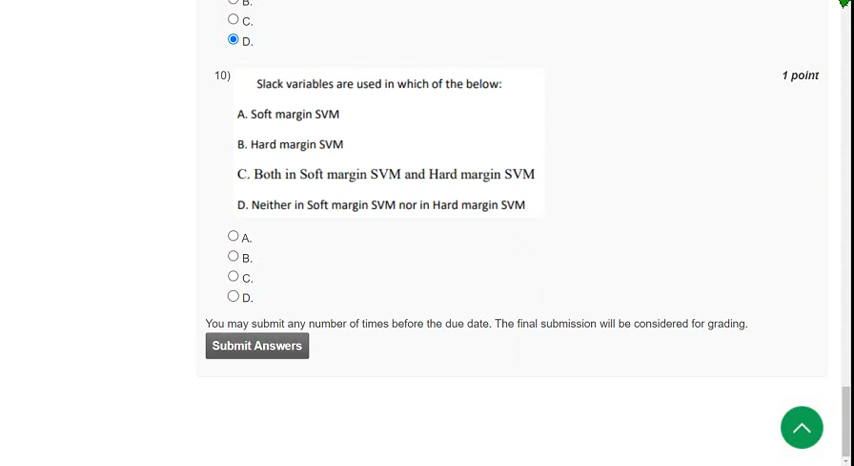 B.
C.
D.
10)
1 point
Slack variables are used in which of the below:
A. Soft margin SVM
B. Hard margin SVM
C. Both in Soft margin SVM and Hard margin SVM
D. Neither in Soft margin SVM nor in Hard margin SVM
A.
B.
C.
D.
You may submit any number of times before the due date. The final submission will be considered for grading.
Submit Answers